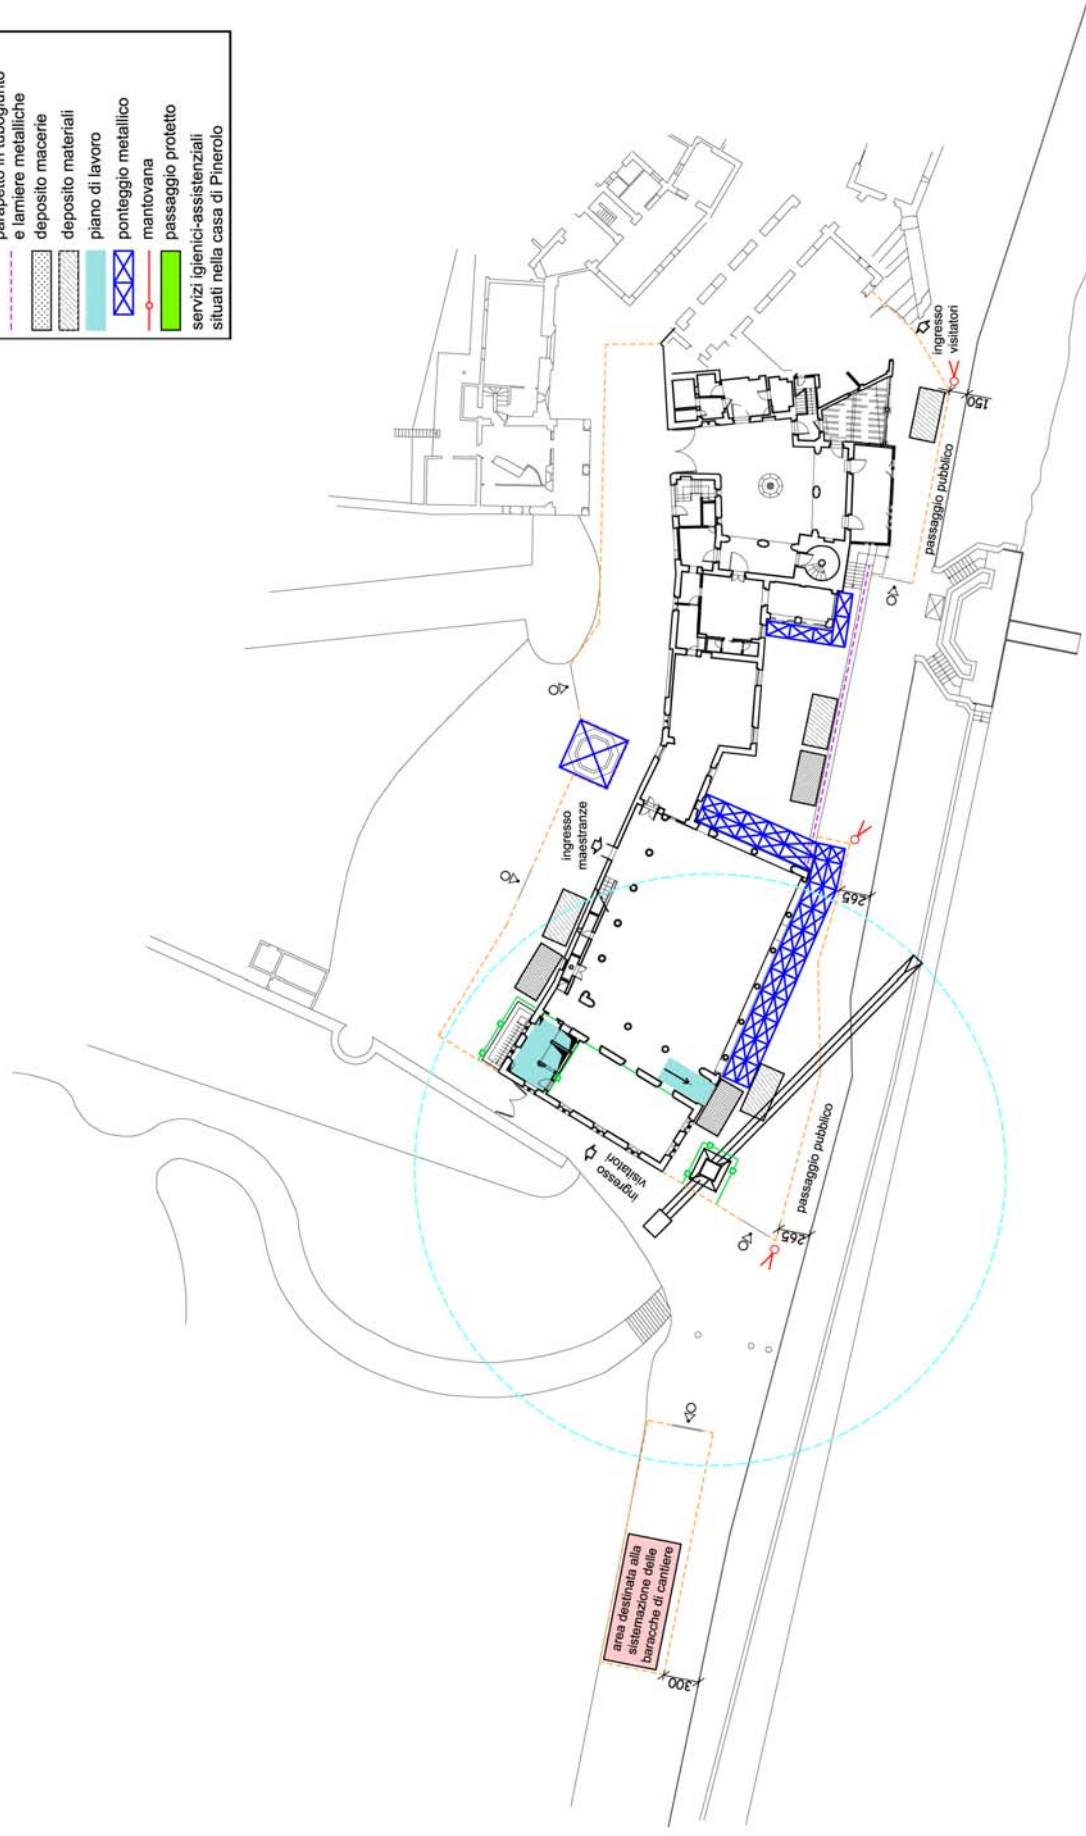 parapetto in tubogiunto
e lamiere metalliche
deposito macerie
deposito materiali
piano di lavoro
ponteggio metallico
mantovana
passaggio protetto
servizi igienici-assistenziali
situati nella casa di Pinerolo
ingresso
visitatori
150
passaggio pubblico
ingresso
maestranze
265
ingresso
visitatori
passaggio pubblico
265
area destinata alla
sistemazione delle
baracche di cantiere
300